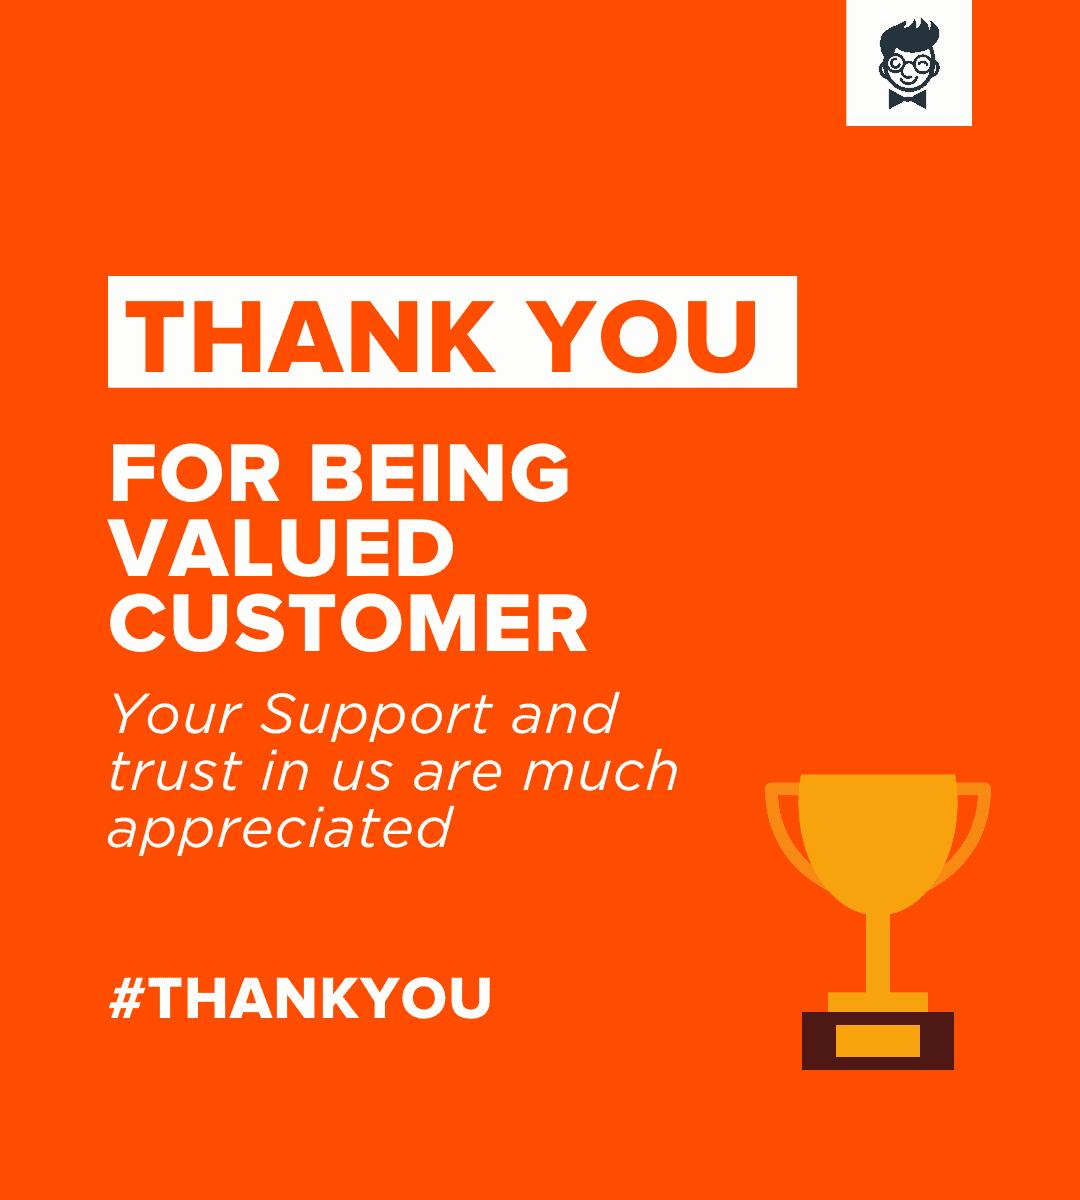 THANK YOU
FOR BEING
VALUED
CUSTOMER
Your Support and
trust in us are much
appreciated
#THANKYOU